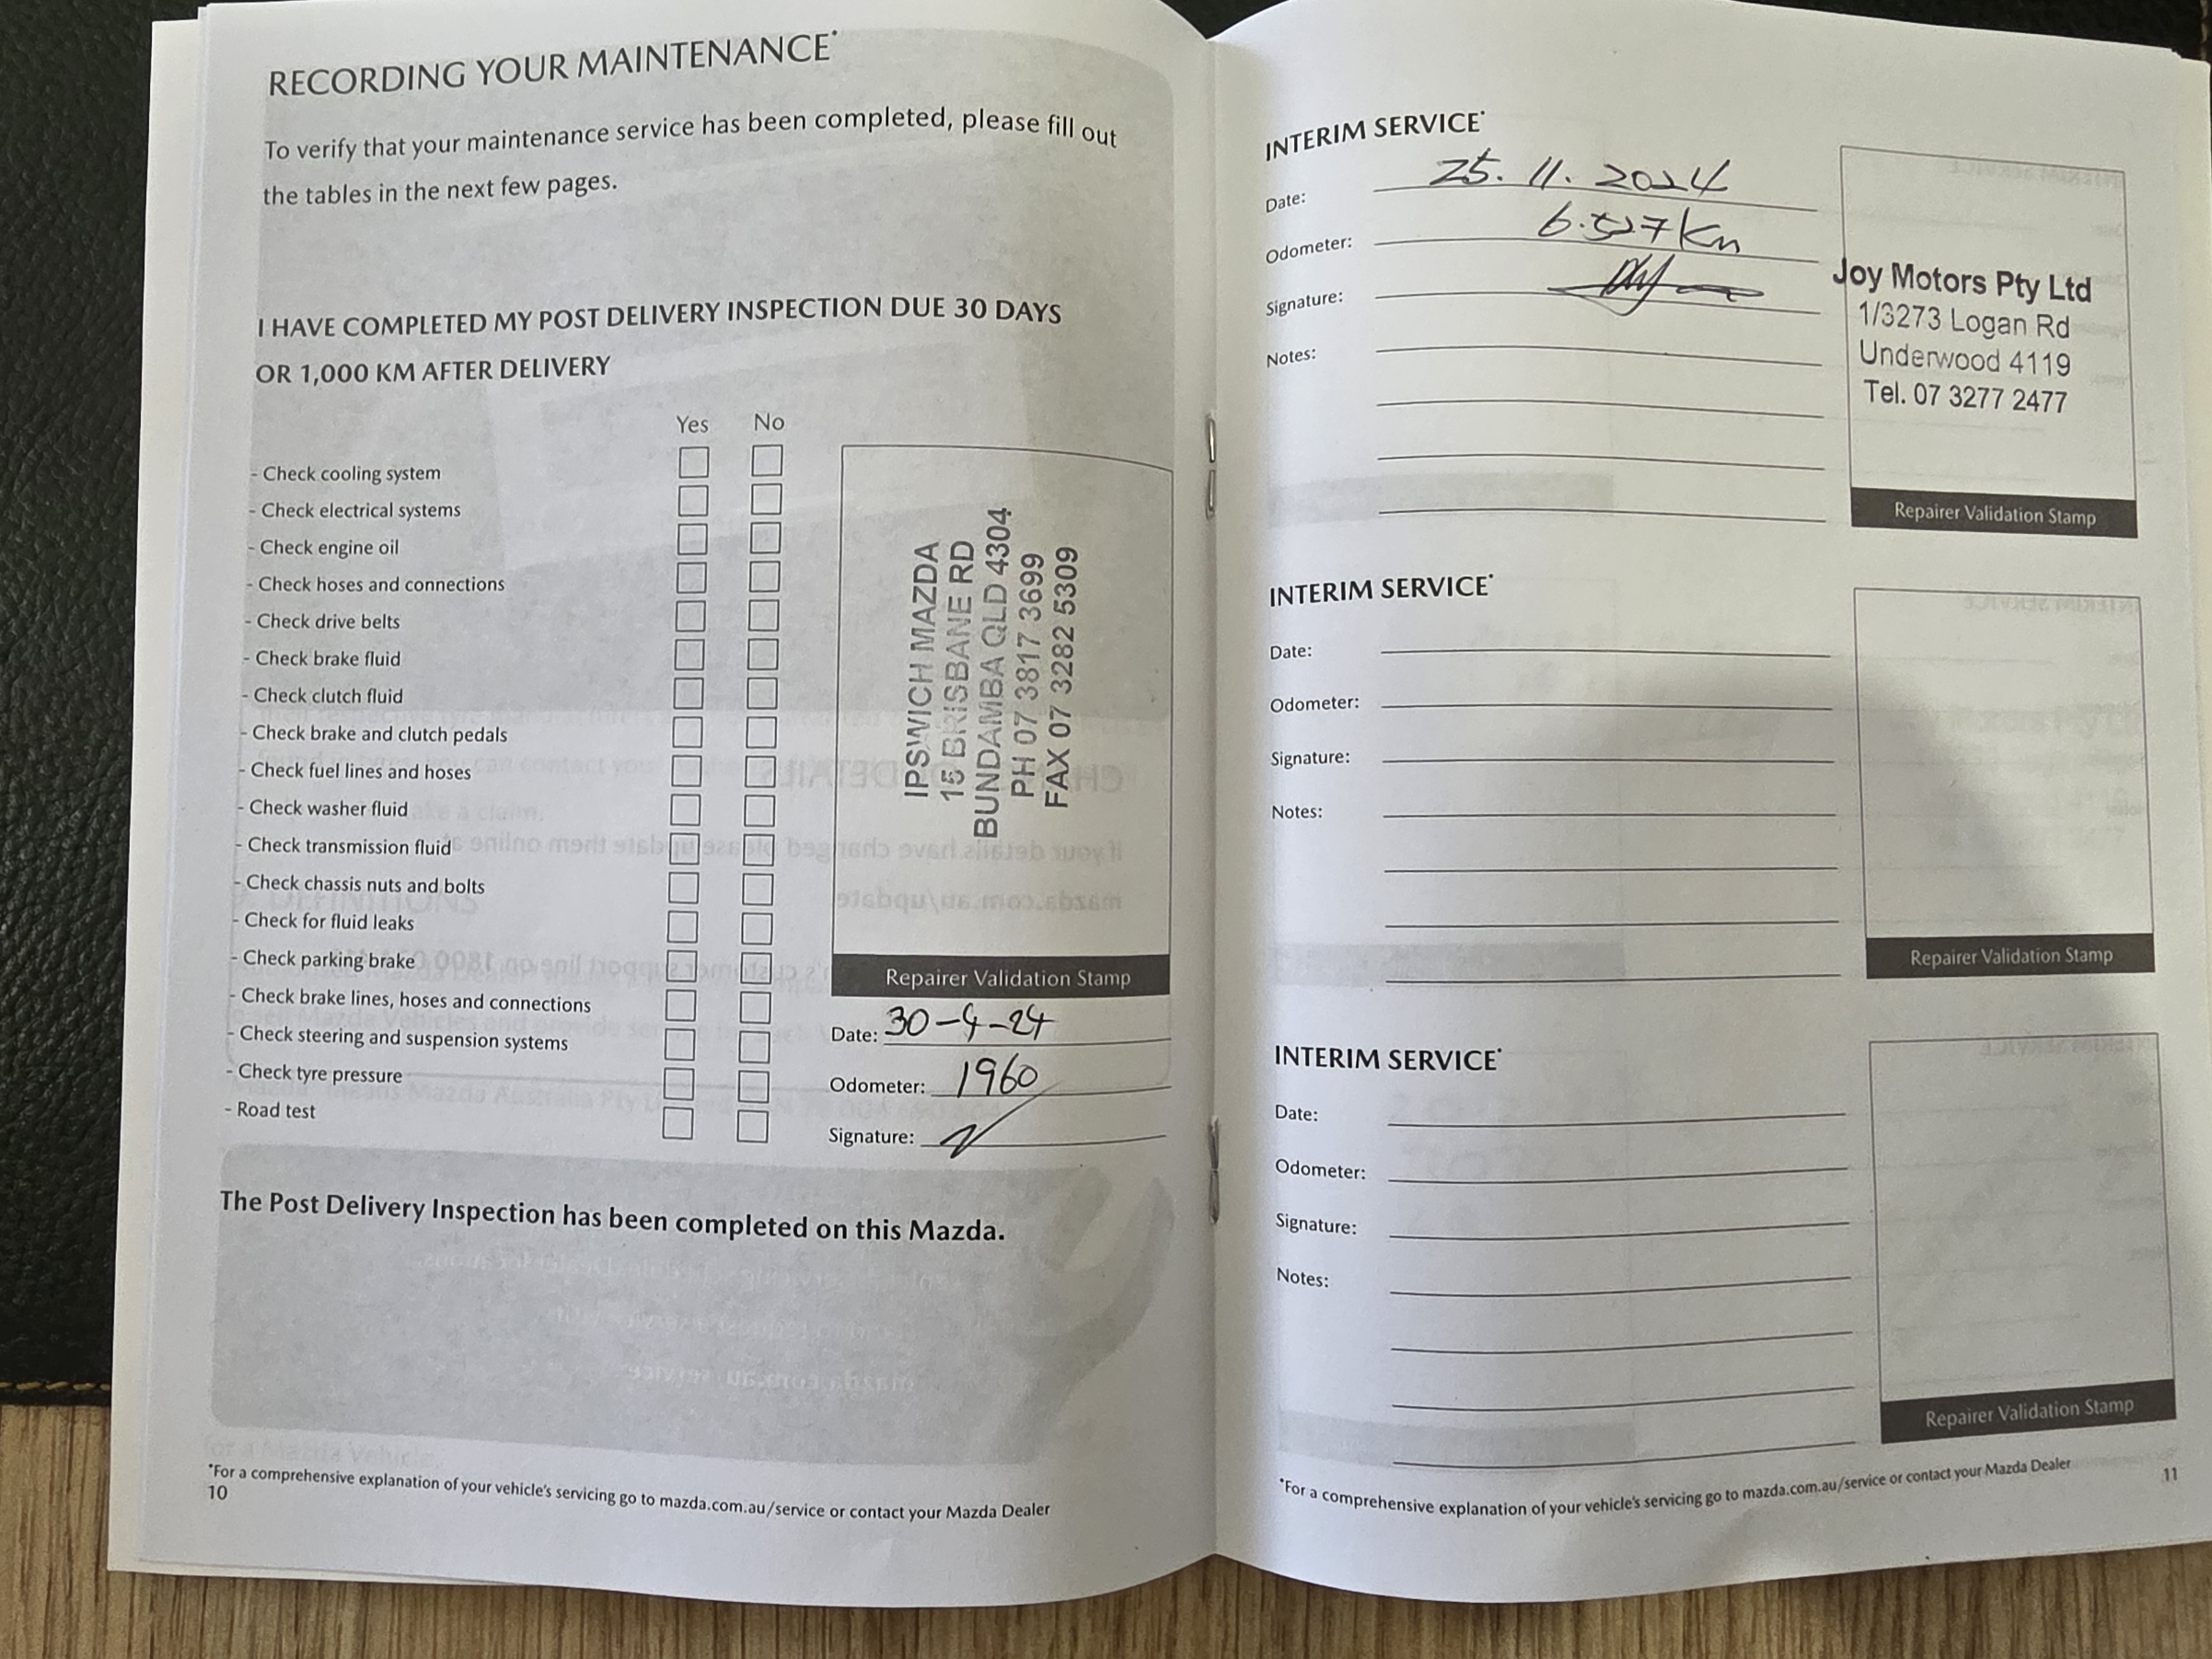 RECORDING YOUR MAINTENANCE*
To verify that your maintenance service has been completed, please fill out
the tables in the next few pages.
I HAVE COMPLETED MY POST DELIVERY INSPECTION DUE 30 DAYS
OR 1,000 KM AFTER DELIVERY
Yes No
- Check cooling system
- Check electrical systems
- Check engine oil
- Check hoses and connections
- Check drive belts
- Check brake fluid
- Check clutch fluid
- Check brake and clutch pedals
- Check fuel lines and hoses
- Check washer fluid
- Check transmission fluid
- Check chassis nuts and bolts
- Check for fluid leaks
- Check parking brake
- Check brake lines, hoses and connections
- Check steering and suspension systems
- Check tyre pressure
- Road test
IPSWICH MAZDA
15 BRISBANE RD
BUNDAMBA QLD 4304
PH 07 3817 3699
FAX 07 3282 5309
Repairer Validation Stamp
Date: 30-4-24
Odometer: 1960
Signature:
The Post Delivery Inspection has been completed on this Mazda.
*For a comprehensive explanation of your vehicle's servicing go to mazda.com.au/service or contact your Mazda Dealer
10
INTERIM SERVICE*
Date: 25.11.2024
Odometer: 6.527 Km
Signature:
Notes:
Joy Motors Pty Ltd
1/3273 Logan Rd
Underwood 4119
Tel. 07 3277 2477
Repairer Validation Stamp
INTERIM SERVICE*
Date:
Odometer:
Signature:
Notes:
Repairer Validation Stamp
INTERIM SERVICE*
Date:
Odometer:
Signature:
Notes:
Repairer Validation Stamp
*For a comprehensive explanation of your vehicle's servicing go to mazda.com.au/service or contact your Mazda Dealer
11